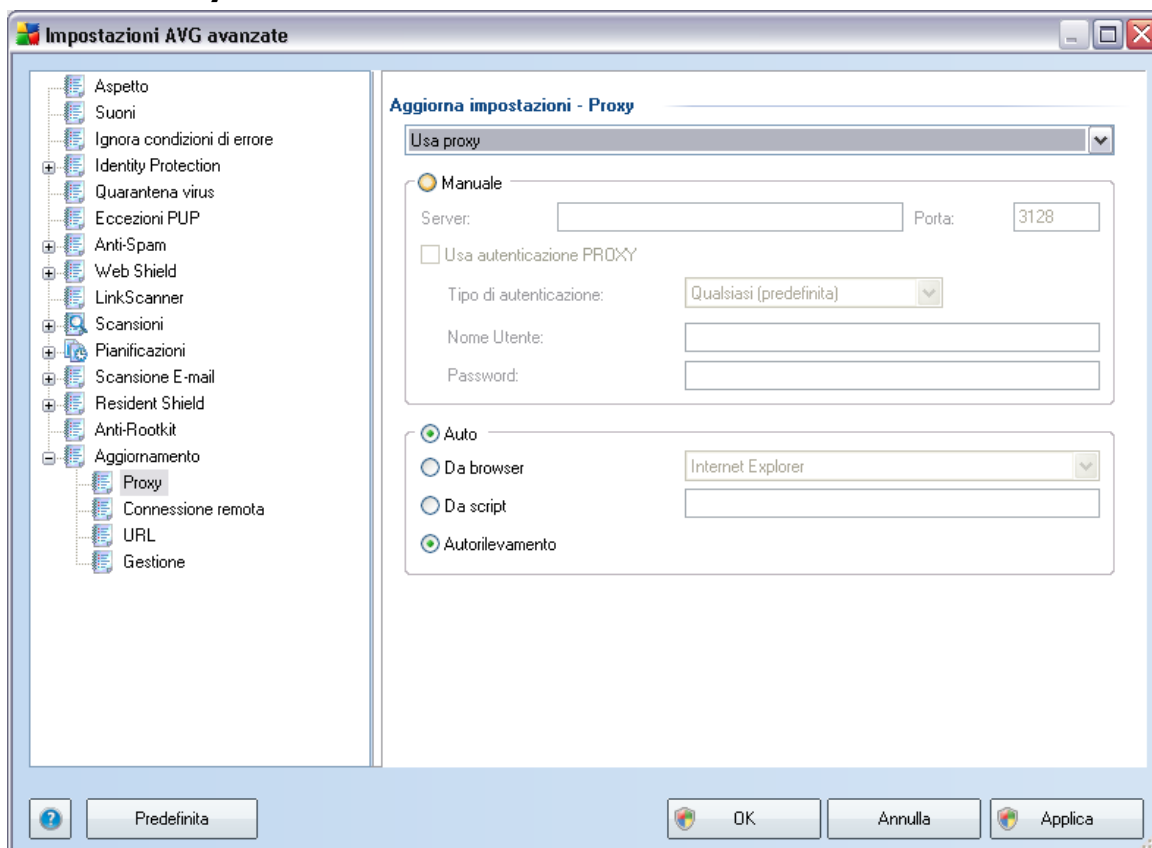 Impostazioni AVG avanzate
Aspetto
Suoni
Ignora condizioni di errore
Identity Protection
Quarantena virus
Eccezioni PUP
Anti-Spam
Web Shield
LinkScanner
Scansioni
Pianificazioni
Scansione E-mail
Resident Shield
Anti-Rootkit
Aggiornamento
Proxy
Connessione remota
URL
Gestione
Aggiorna impostazioni - Proxy
Usa proxy
Manuale
Server: Porta: 3128
Usa autenticazione PROXY
Tipo di autenticazione: Qualsiasi (predefinita)
Nome Utente:
Password:
Auto
Da browser Internet Explorer
Da script
Autorilevamento
Predefinita OK Annulla Applica